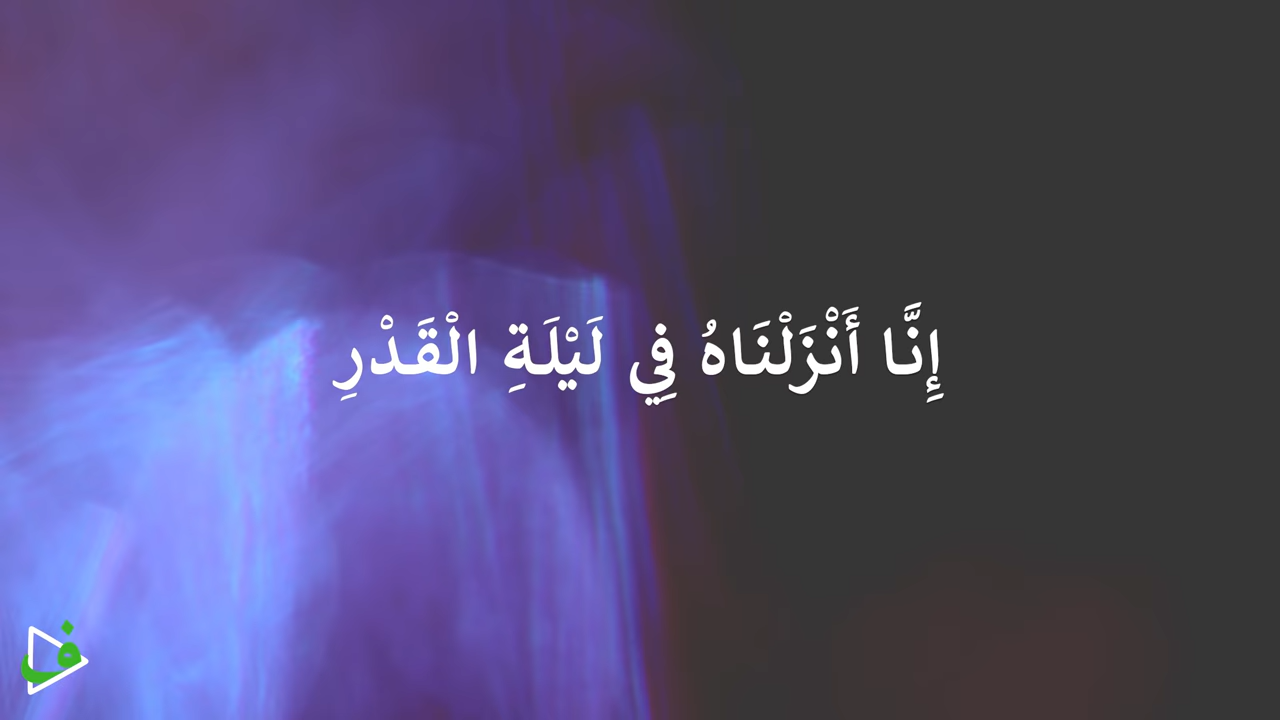 إِنَّا أَنْزَلْنَاهُ فِي لَيْلَةِ الْقَدْرِ
ف